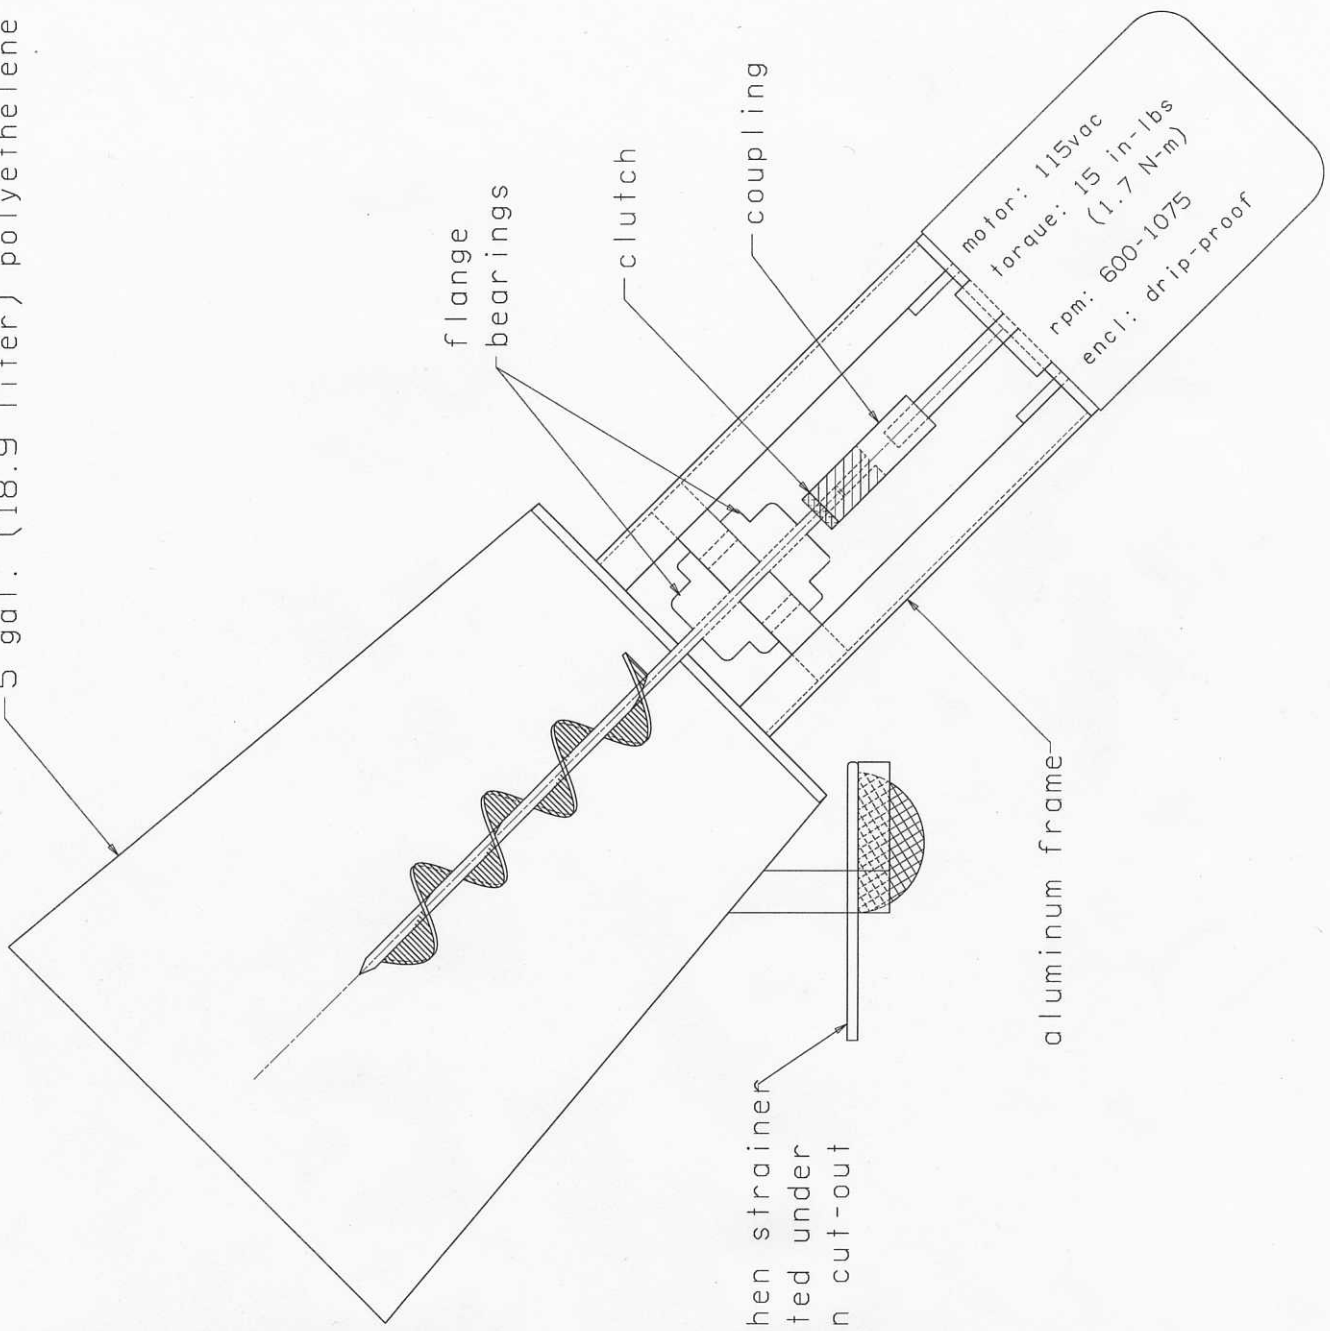 5 gal. (18.9 liter) polyethelene
flange
bearings
clutch
coupling
motor: 115vac
torque: 15 in-lbs
(1.7 N-m)
rpm: 600-1075
encl: drip-proof
aluminum frame
hen strainer
ted under
n cut-out